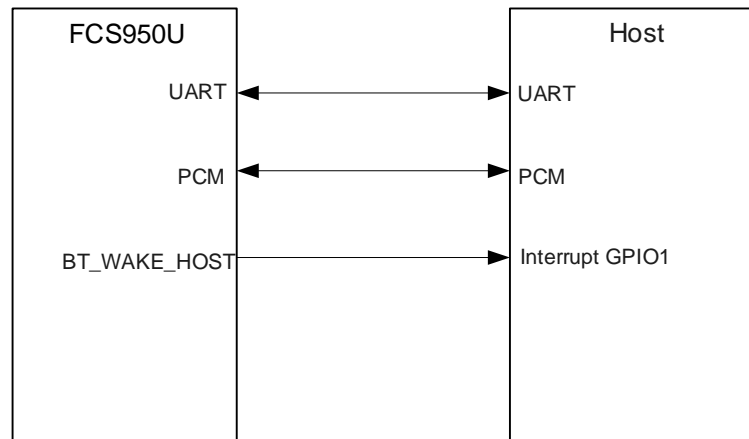 FCS950U
Host
UART
UART
PCM
PCM
BT_WAKE_HOST
Interrupt GPIO1